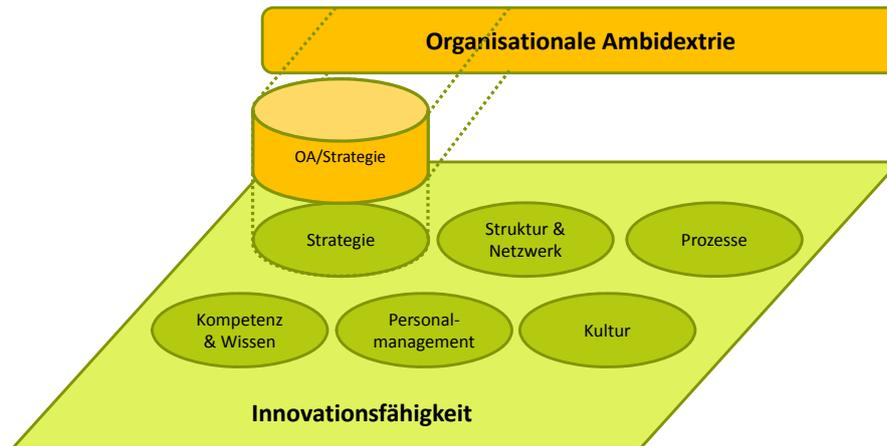 Organisationale Ambidextrie
OA/Strategie
Strategie
Struktur &
Netzwerk
Prozesse
Kompetenz
& Wissen
Personal-
management
Kultur
Innovationsfähigkeit